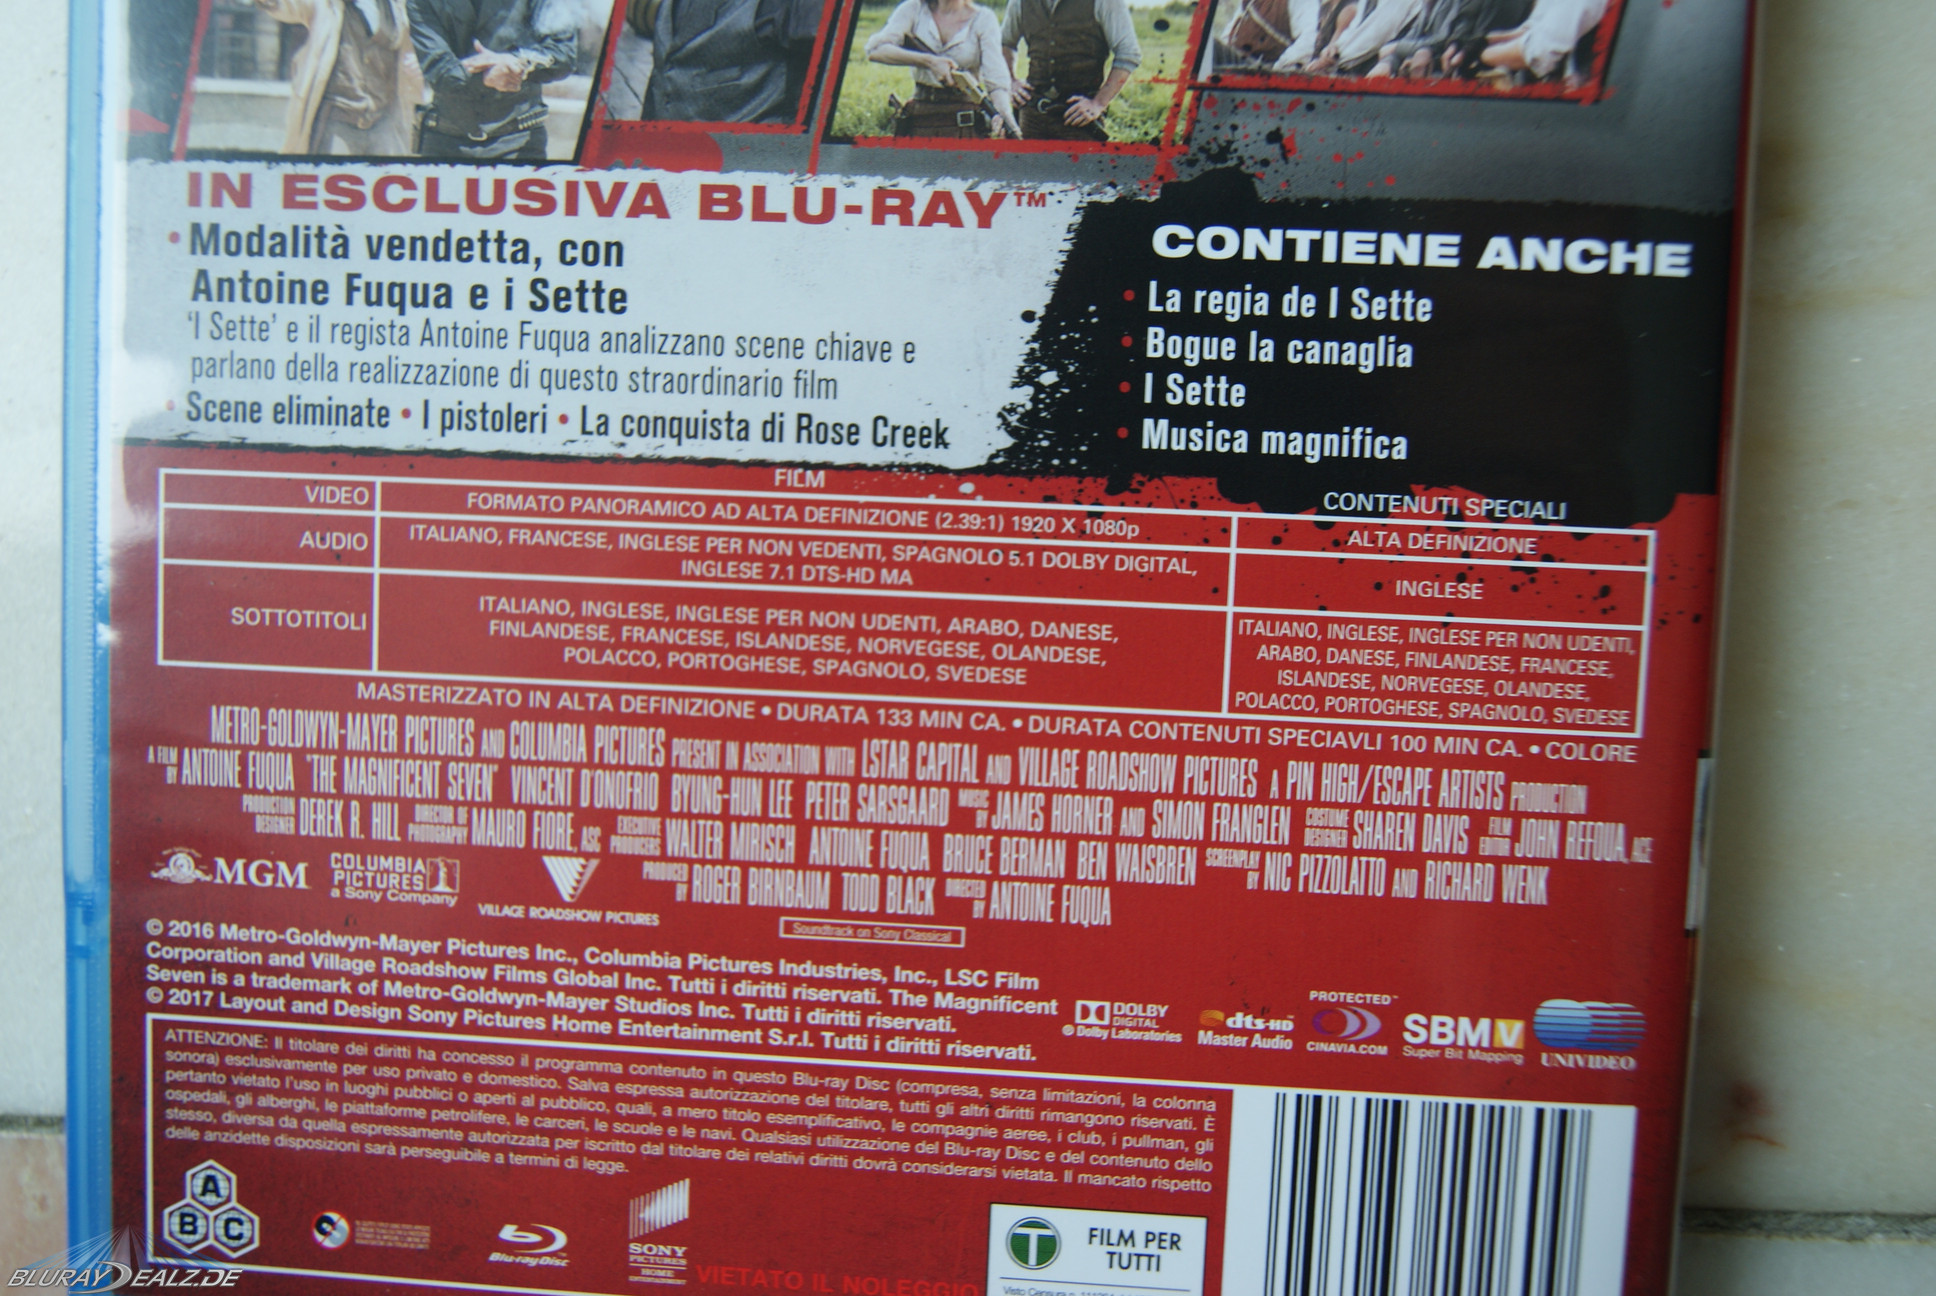 IN ESCLUSIVA BLU-RAY™
• Modalità vendetta, con
Antoine Fuqua e i Sette
'I Sette' e il regista Antoine Fuqua analizzano scene chiave e
parlano della realizzazione di questo straordinario film
• Scene eliminate • I pistoleri • La conquista di Rose Creek
CONTIENE ANCHE
• La regia de I Sette
• Bogue la canaglia
• I Sette
• Musica magnifica
FILM
CONTENUTI SPECIALI
VIDEO
FORMATO PANORAMICO AD ALTA DEFINIZIONE (2.39:1) 1920 X 1080p
ALTA DEFINIZIONE
AUDIO
ITALIANO, FRANCESE, INGLESE PER NON VEDENTI, SPAGNOLO 5.1 DOLBY DIGITAL,
INGLESE 7.1 DTS-HD MA
INGLESE
SOTTOTITOLI
ITALIANO, INGLESE, INGLESE PER NON UDENTI, ARABO, DANESE,
FINLANDESE, FRANCESE, ISLANDESE, NORVEGESE, OLANDESE,
POLACCO, PORTOGHESE, SPAGNOLO, SVEDESE
ITALIANO, INGLESE, INGLESE PER NON UDENTI,
ARABO, DANESE, FINLANDESE, FRANCESE,
ISLANDESE, NORVEGESE, OLANDESE,
POLACCO, PORTOGHESE, SPAGNOLO, SVEDESE
MASTERIZZATO IN ALTA DEFINIZIONE • DURATA 133 MIN CA. • DURATA CONTENUTI SPECIAVLI 100 MIN CA. • COLORE
METRO-GOLDWYN-MAYER PICTURES AND COLUMBIA PICTURES PRESENT IN ASSOCIATION WITH LSTAR CAPITAL AND VILLAGE ROADSHOW PICTURES A PIN HIGH/ESCAPE ARTISTS PRODUCTION
A FILM BY ANTOINE FUQUA "THE MAGNIFICENT SEVEN" VINCENT D'ONOFRIO BYUNG-HUN LEE PETER SARSGAARD MUSIC BY JAMES HORNER AND SIMON FRANGLEN COSTUME DESIGNER SHAREN DAVIS FILM EDITOR JOHN REFOUA, ACE
PRODUCTION DESIGNER DEREK R. HILL DIRECTOR OF PHOTOGRAPHY MAURO FIORE, ASC EXECUTIVE PRODUCERS WALTER MIRISCH ANTOINE FUQUA BRUCE BERMAN BEN WAISBREN SCREENPLAY BY NIC PIZZOLATTO AND RICHARD WENK
PRODUCED BY ROGER BIRNBAUM TODD BLACK DIRECTED BY ANTOINE FUQUA
MGM
COLUMBIA
PICTURES
a Sony Company
VILLAGE ROADSHOW PICTURES
Soundtrack on Sony Classical
© 2016 Metro-Goldwyn-Mayer Pictures Inc., Columbia Pictures Industries, Inc., LSC Film
Corporation and Village Roadshow Films Global Inc. Tutti i diritti riservati. The Magnificent
Seven is a trademark of Metro-Goldwyn-Mayer Studios Inc. Tutti i diritti riservati.
© 2017 Layout and Design Sony Pictures Home Entertainment S.r.l. Tutti i diritti riservati.
DOLBY
DIGITAL
© Dolby Laboratories
dts-HD
Master Audio
PROTECTED
CINAVIA.COM
SBMV
Super Bit Mapping
UNIVIDEO
ATTENZIONE: Il titolare dei diritti ha concesso il programma contenuto in questo Blu-ray Disc (compresa, senza limitazioni, la colonna
sonora) esclusivamente per uso privato e domestico. Salva espressa autorizzazione del titolare, tutti gli altri diritti rimangono riservati. È
pertanto vietato l'uso in luoghi pubblici o aperti al pubblico, quali, a mero titolo esemplificativo, le compagnie aeree, i club, i pullman, gli
ospedali, gli alberghi, le piattaforme petrolifere, le carceri, le scuole e le navi. Qualsiasi utilizzazione del Blu-ray Disc e del contenuto dello
stesso, diversa da quella espressamente autorizzata per iscritto dal titolare dei relativi diritti dovrà considerarsi vietata. Il mancato rispetto
delle anzidette disposizioni sarà perseguibile a termini di legge.
A
B C
Blu-ray Disc
SONY
PICTURES
HOME
ENTERTAINMENT
VIETATO IL NOLEGGIO
T
FILM PER
TUTTI
BLURAYDEALZ.DE